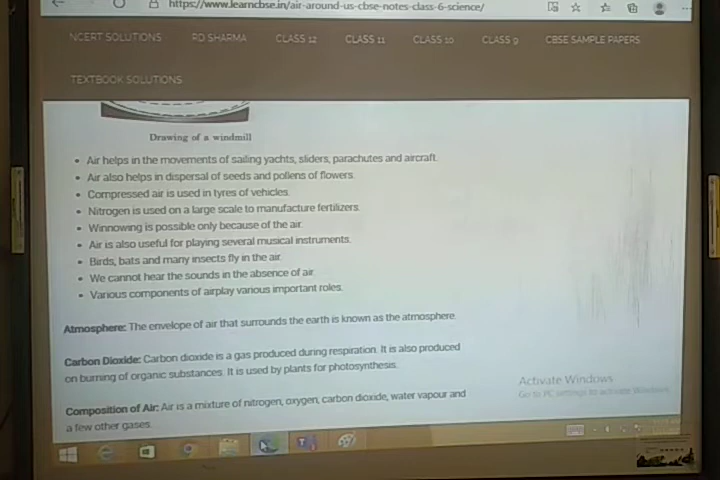 https://www.learncbse.in/air-around-us-cbse-notes-class-6-science/
NCERT SOLUTIONS RD SHARMA CLASS 12 CLASS 11 CLASS 10 CLASS 9 CBSE SAMPLE PAPERS
TEXTBOOK SOLUTIONS
Drawing of a windmill
• Air helps in the movements of sailing yachts, sliders, parachutes and aircraft.
• Air also helps in dispersal of seeds and pollens of flowers.
• Compressed air is used in tyres of vehicles.
• Nitrogen is used on a large scale to manufacture fertilizers.
• Winnowing is possible only because of the air.
• Air is also useful for playing several musical instruments.
• Birds, bats and many insects fly in the air.
• We cannot hear the sounds in the absence of air.
• Various components of airplay various important roles.
Atmosphere: The envelope of air that surrounds the earth is known as the atmosphere.
Carbon Dioxide: Carbon dioxide is a gas produced during respiration. It is also produced
on burning of organic substances. It is used by plants for photosynthesis.
Activate Windows
Go to PC settings to activate Windows.
Composition of Air: Air is a mixture of nitrogen, oxygen, carbon dioxide, water vapour and
a few other gases.